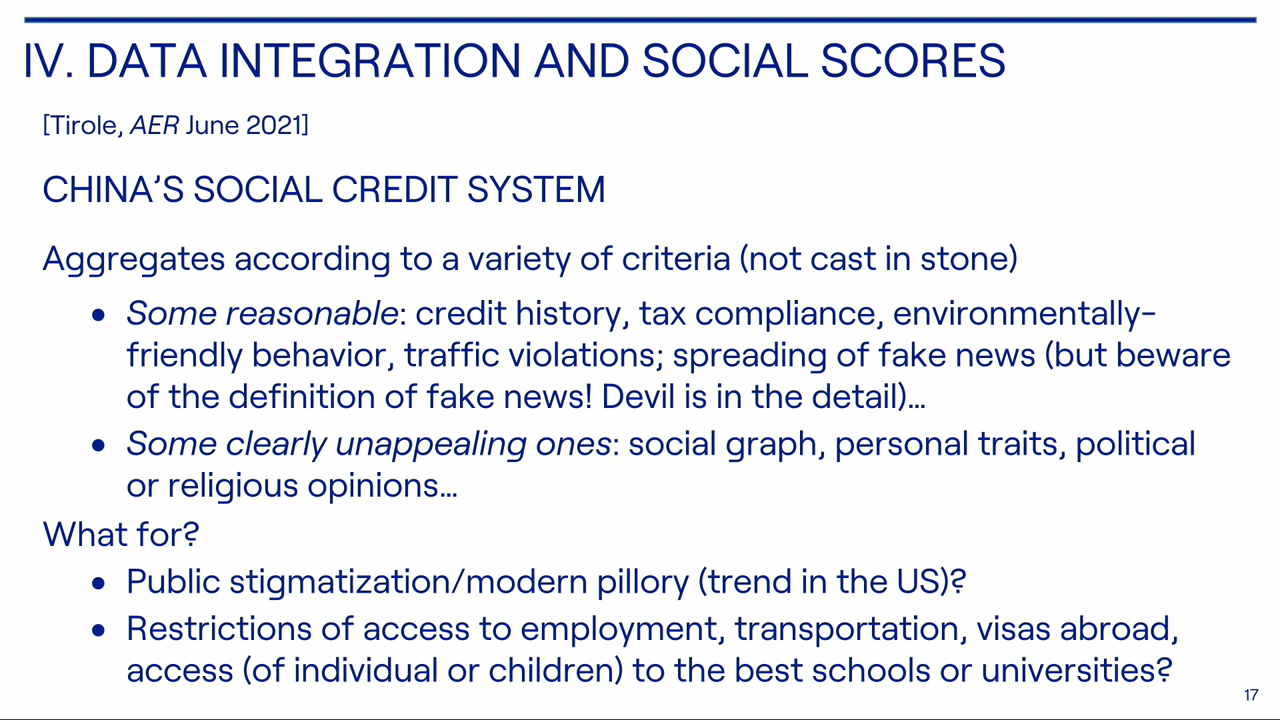 IV. DATA INTEGRATION AND SOCIAL SCORES
[Tirole, AER June 2021]
CHINA’S SOCIAL CREDIT SYSTEM
Aggregates according to a variety of criteria (not cast in stone)
• Some reasonable: credit history, tax compliance, environmentally-
friendly behavior, traffic violations; spreading of fake news (but beware
of the definition of fake news! Devil is in the detail)…
• Some clearly unappealing ones: social graph, personal traits, political
or religious opinions…
What for?
• Public stigmatization/modern pillory (trend in the US)?
• Restrictions of access to employment, transportation, visas abroad,
access (of individual or children) to the best schools or universities?
17